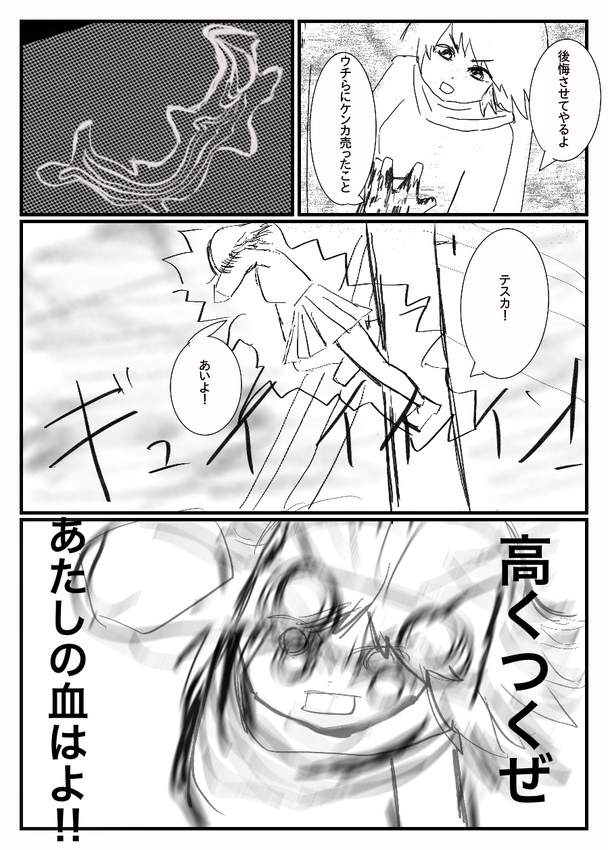 後悔させてやるよ
ウチらにケンカ売ったこと
テスカ！
あいよ！
ギュイイイイン
高くつくぜ
あたしの血はよ!!